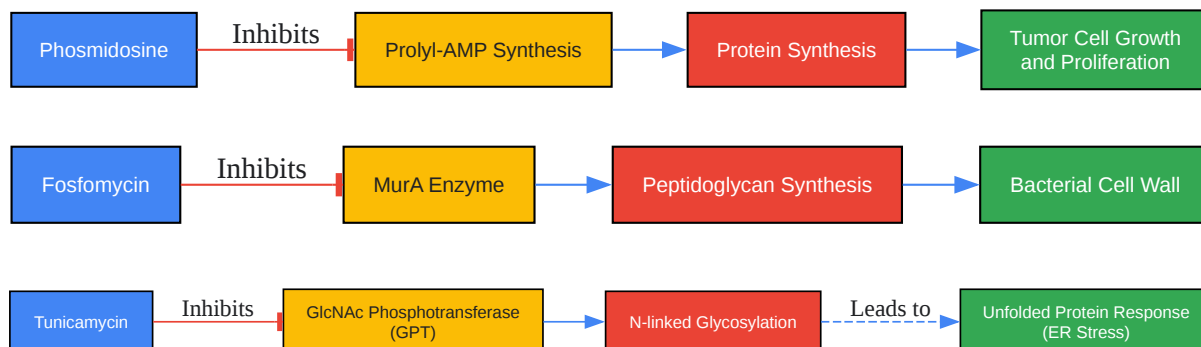 Phosmidosine
Inhibits
Prolyl-AMP Synthesis
Protein Synthesis
Tumor Cell Growth
and Proliferation
Fosfomycin
Inhibits
MurA Enzyme
Peptidoglycan Synthesis
Bacterial Cell Wall
Tunicamycin
Inhibits
GlcNAc Phosphotransferase
(GPT)
N-linked Glycosylation
Leads to
Unfolded Protein Response
(ER Stress)